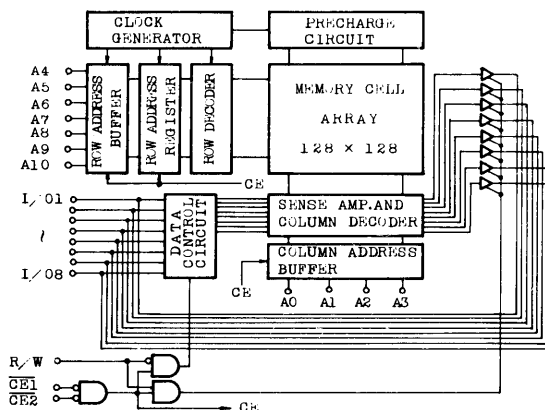 CLOCK
GENERATOR
PRECHARGE
CIRCUIT
A4
A5
A6
A7
A8
A9
A10
ROW ADDRESS
BUFFER
ROW ADDRESS
REGISTER
ROW DECODER
MEMORY CELL
ARRAY
128 × 128
CE
I/O1
≀
I/O8
DATA
CONTROL
CIRCUIT
SENSE AMP.AND
COLUMN DECODER
COLUMN ADDRESS
BUFFER
CE
A0 A1 A2 A3
R/W
C̅E̅1̅
C̅E̅2̅
CE